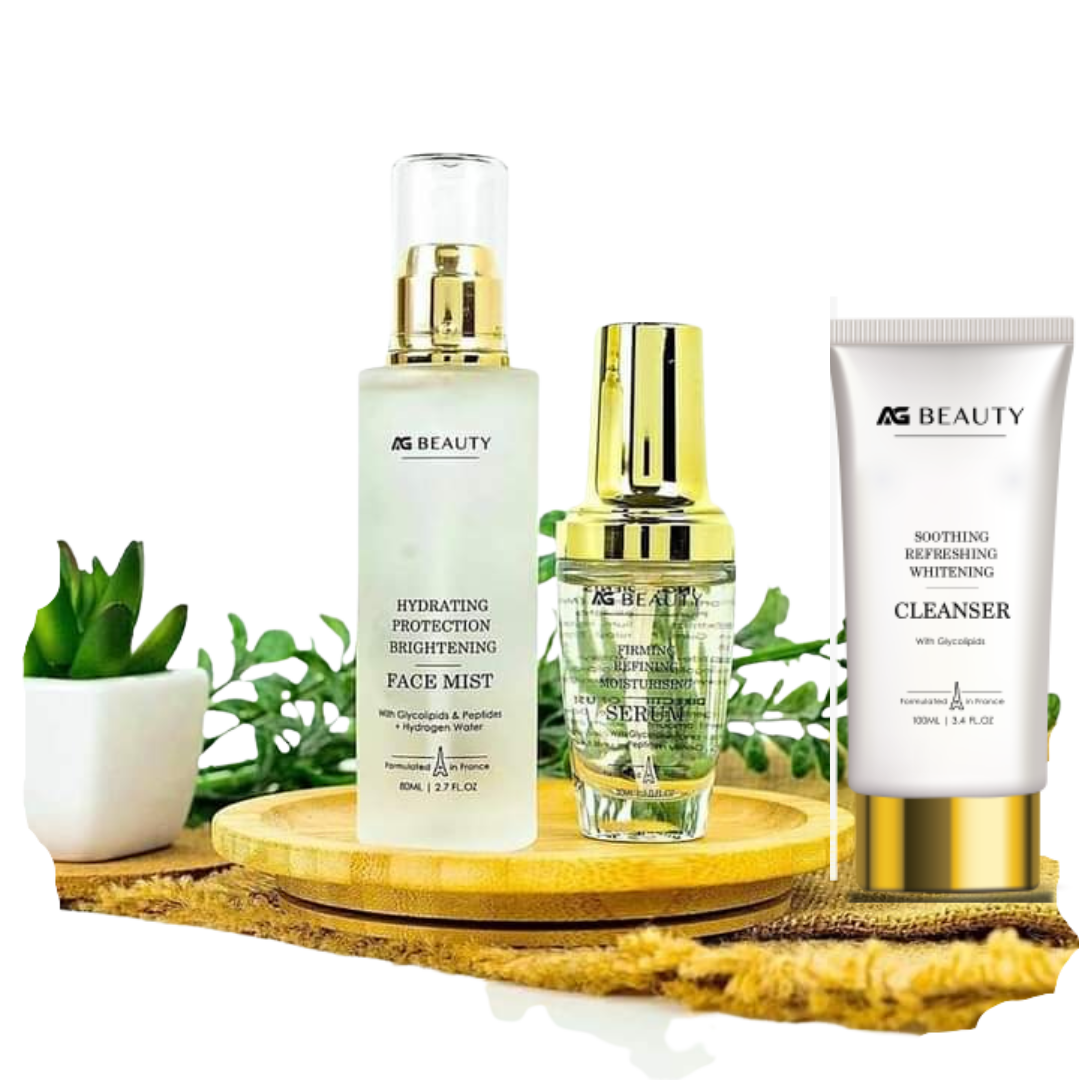 AG BEAUTY
HYDRATING
PROTECTION
BRIGHTENING
FACE MIST
With Glycolipids & Peptides
+ Hydrogen Water
Formulated in France
80ML | 2.7 FL.OZ
AG BEAUTY
FIRMING
REFINING
MOISTURISING
SERUM
AG BEAUTY
SOOTHING
REFRESHING
WHITENING
CLEANSER
With Glycolipids
Formulated in France
100ML | 3.4 FL.OZ